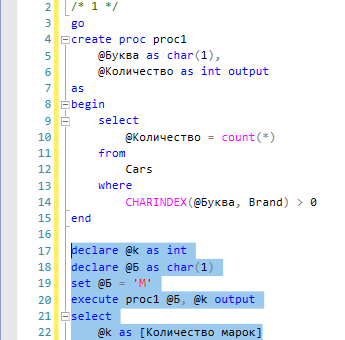 2 /* 1 */
3 go
4 create proc proc1
5 @Буква as char(1),
6 @Количество as int output
7 as
8 begin
9 select
10 @Количество = count(*)
11 from
12 Cars
13 where
14 CHARINDEX(@Буква, Brand) > 0
15 end
16
17 declare @k as int
18 declare @Б as char(1)
19 set @Б = 'M'
20 execute proc1 @Б, @k output
21 select
22 @k as [Количество марок]